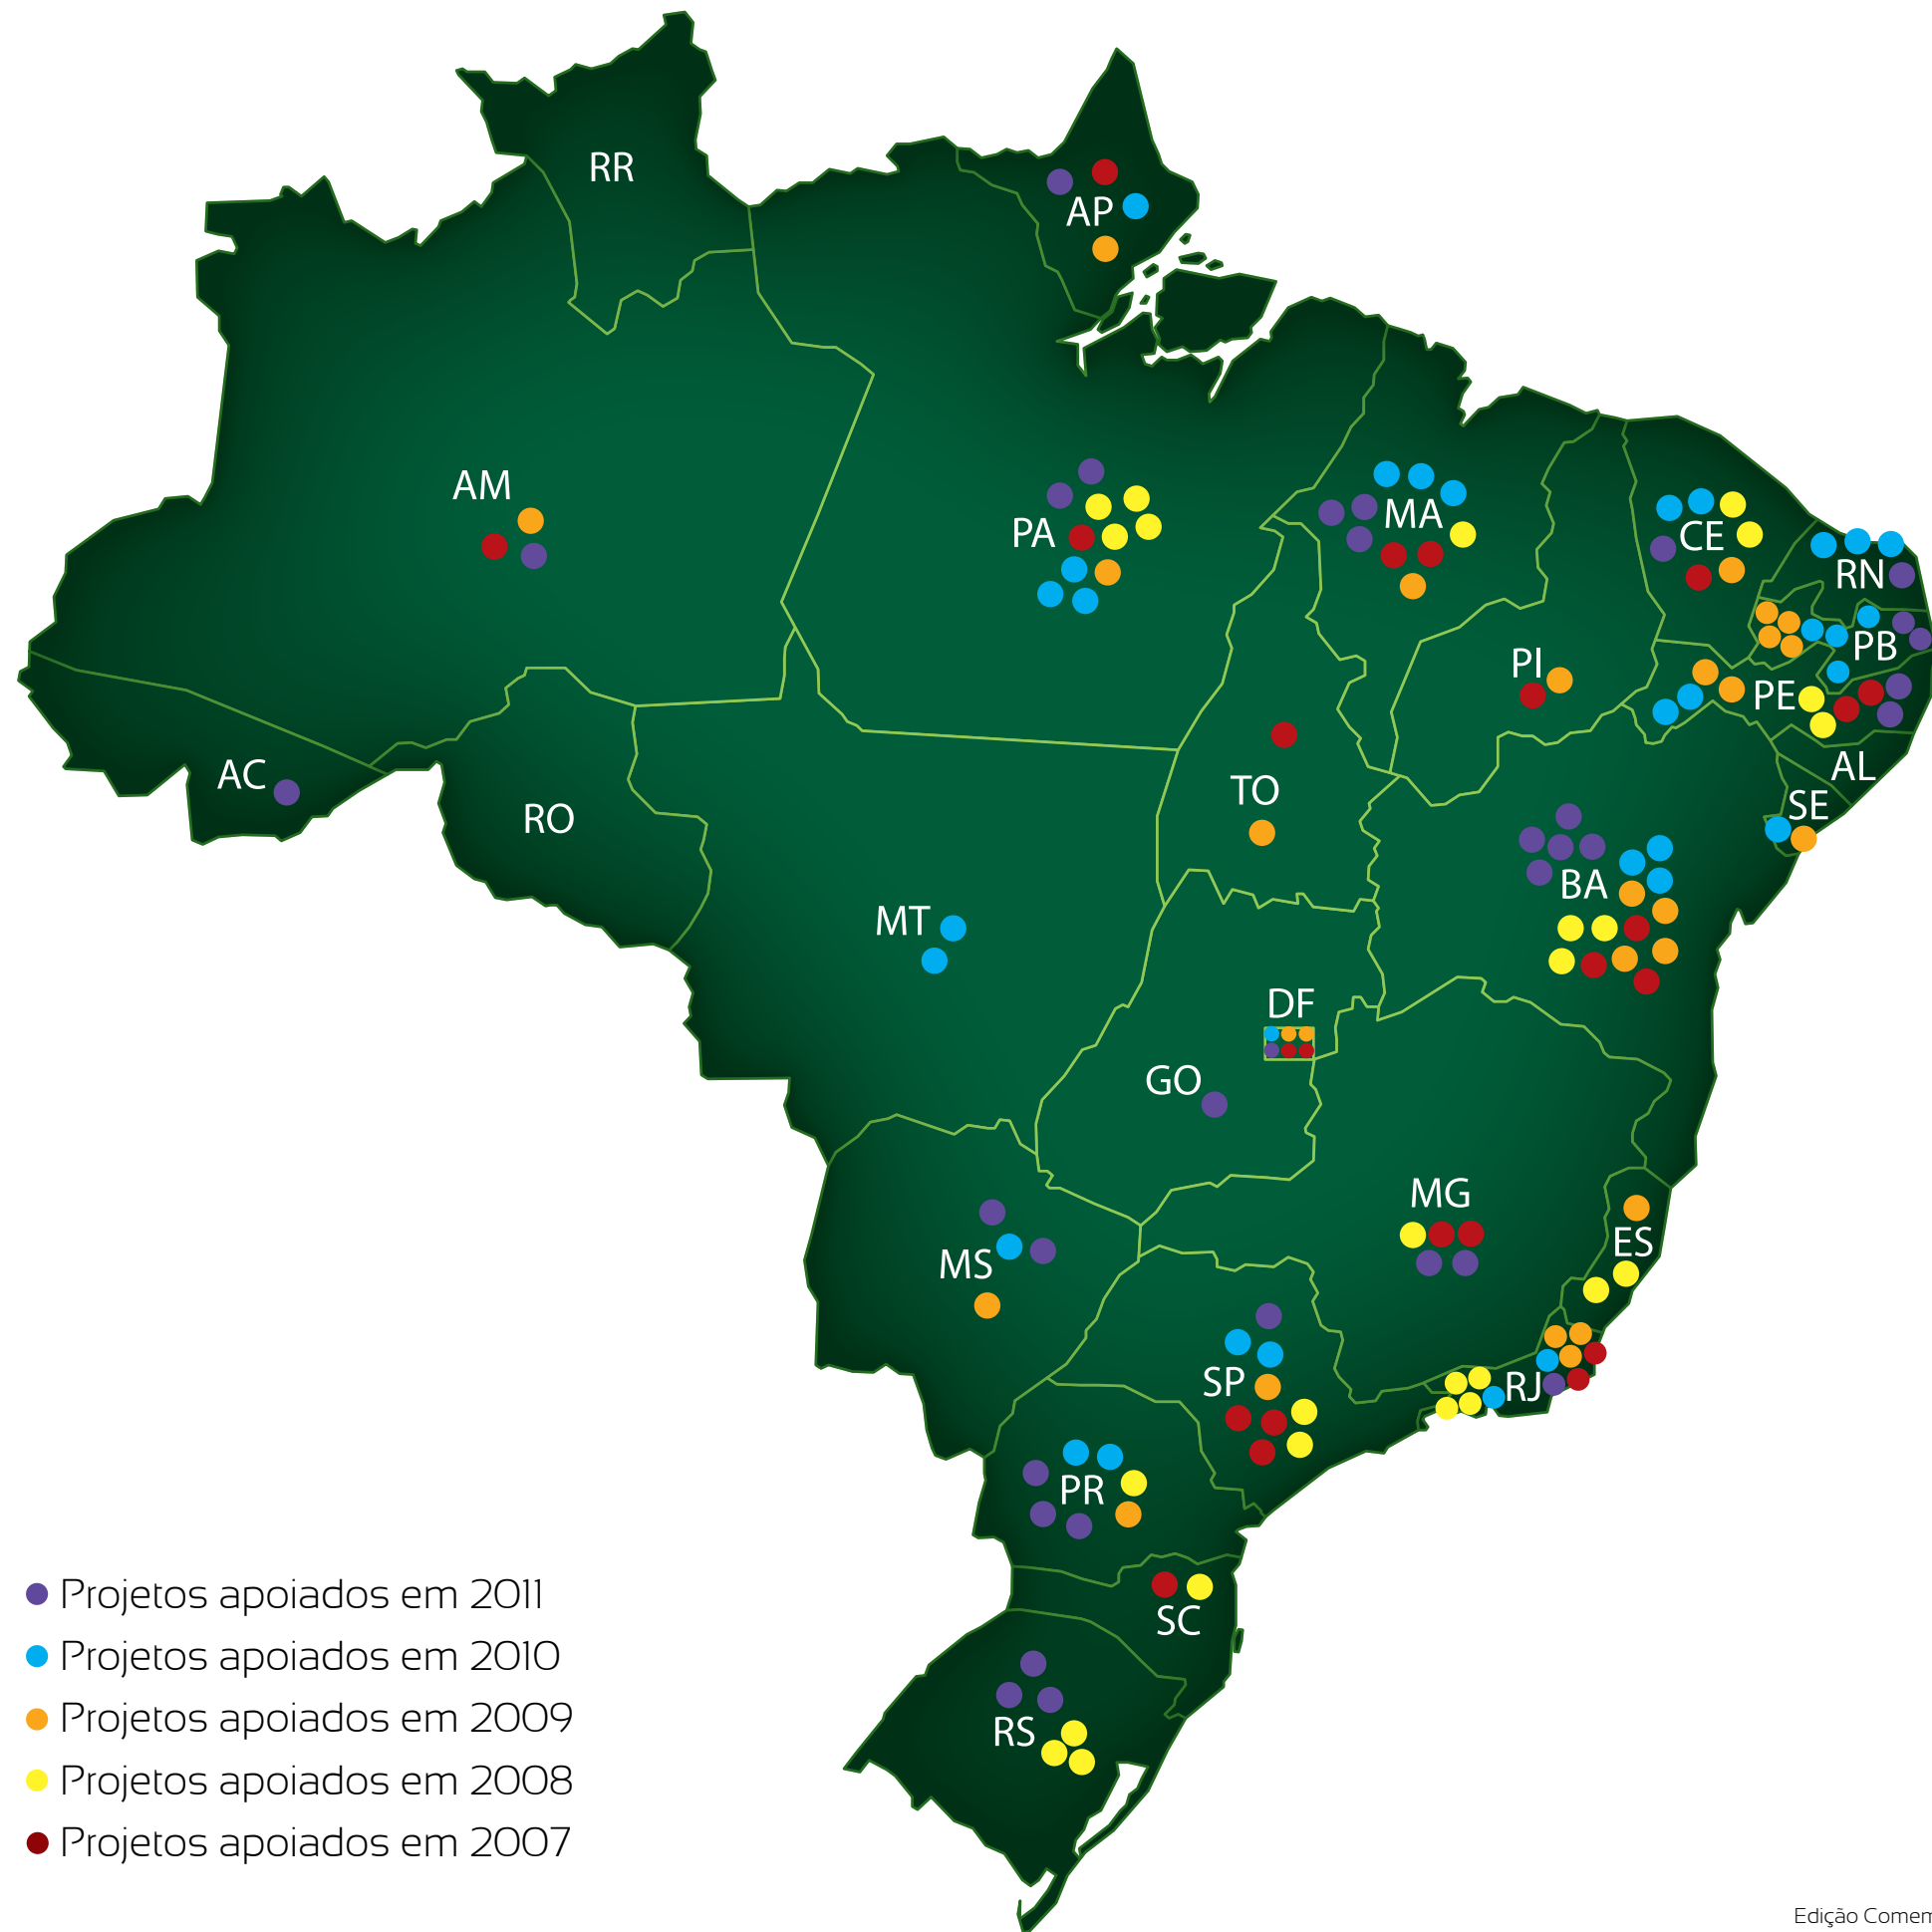 RR
AP
AM
PA
MA
CE
RN
PB
PI
PE
AC
TO
AL
RO
SE
BA
MT
DF
GO
MG
MS
ES
SP
RJ
PR
SC
RS
Projetos apoiados em 2011
Projetos apoiados em 2010
Projetos apoiados em 2009
Projetos apoiados em 2008
Projetos apoiados em 2007
Edição Comem